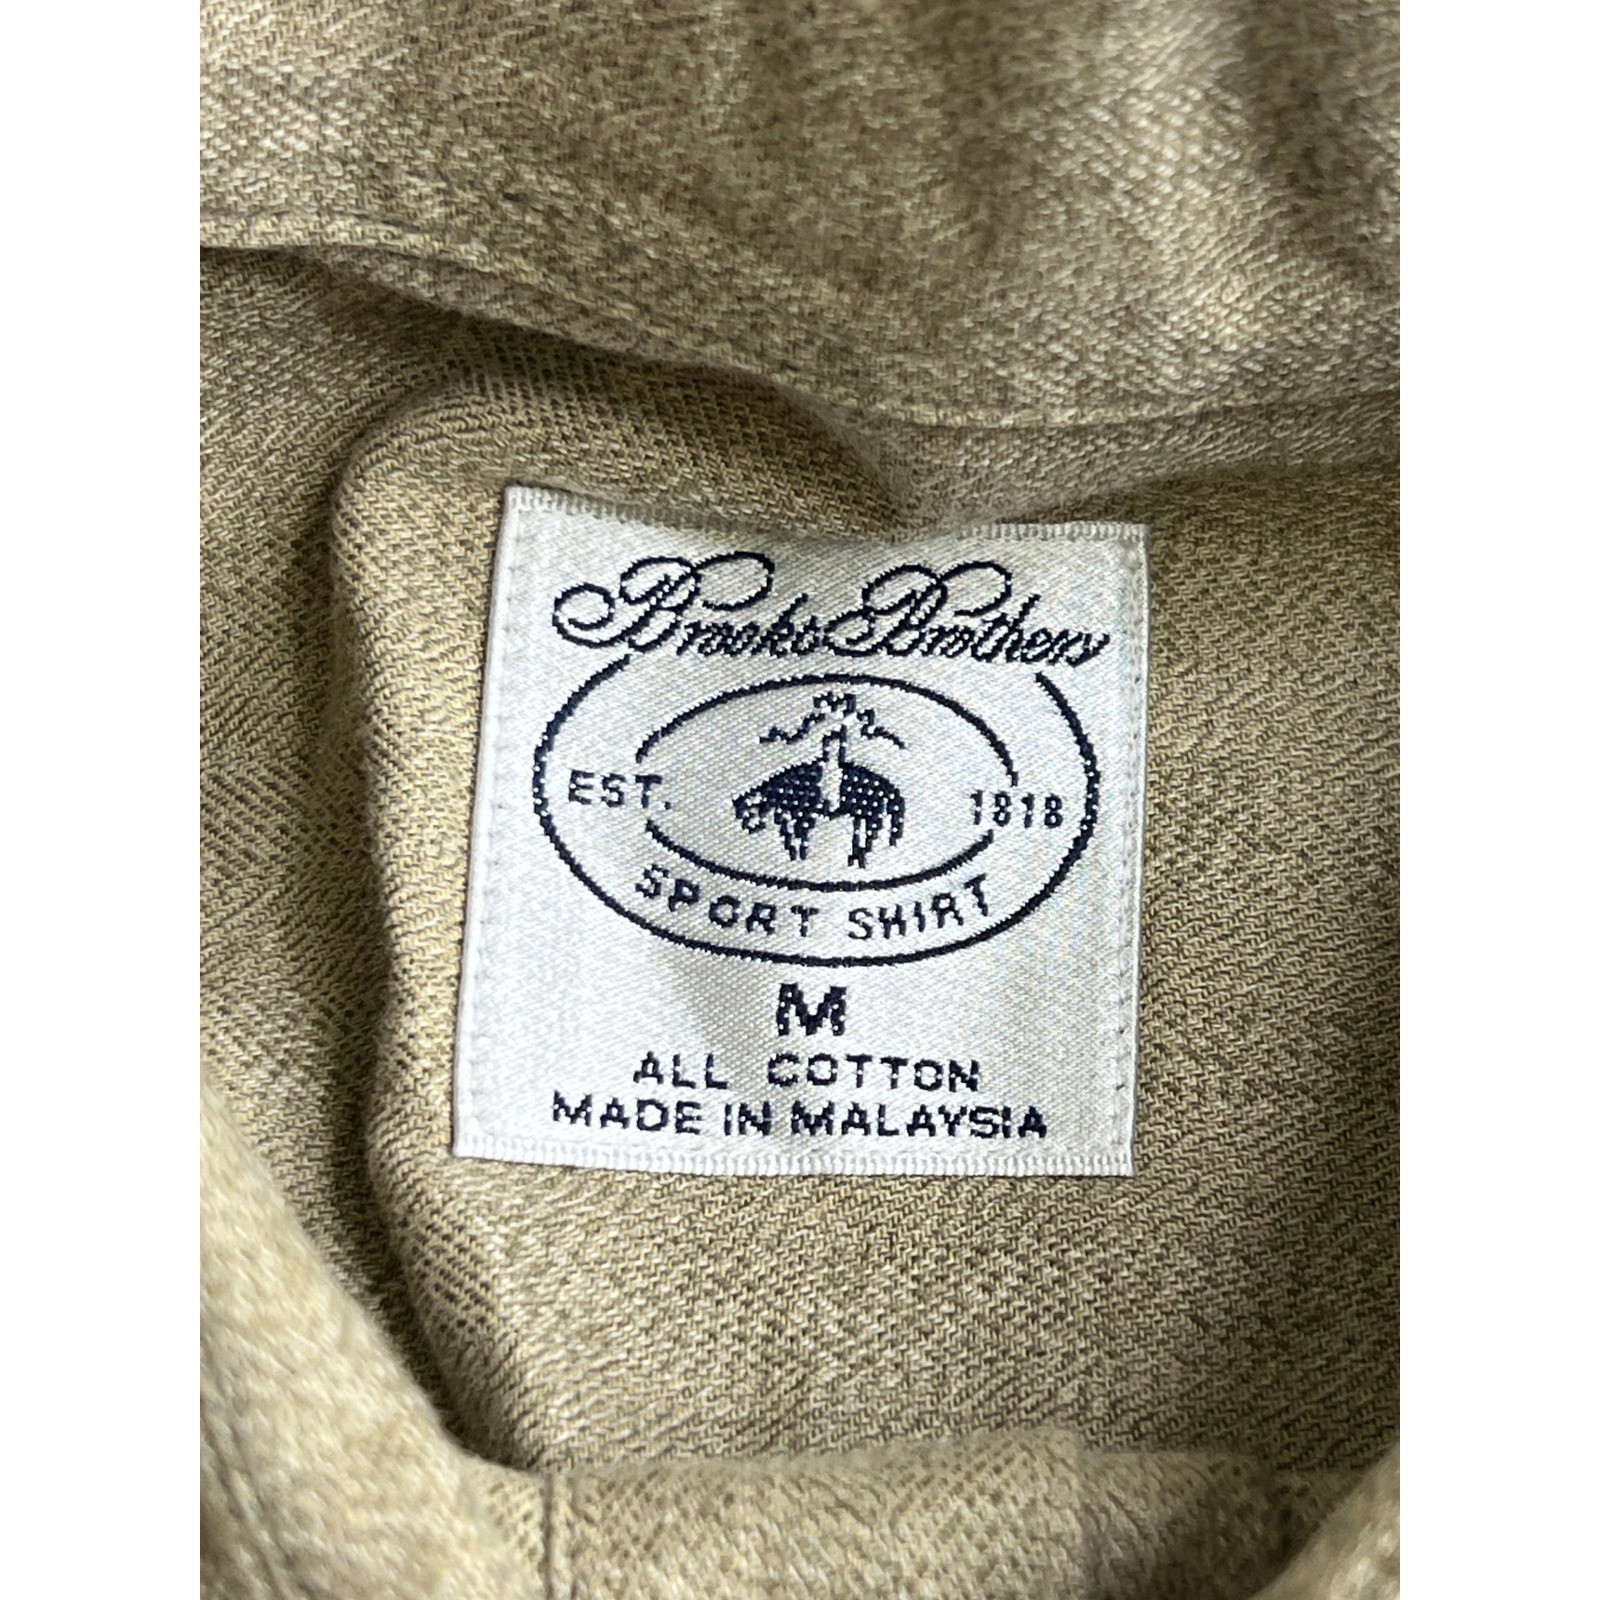 Brooks Brothers
EST. 1818
SPORT SHIRT
M
ALL COTTON
MADE IN MALAYSIA